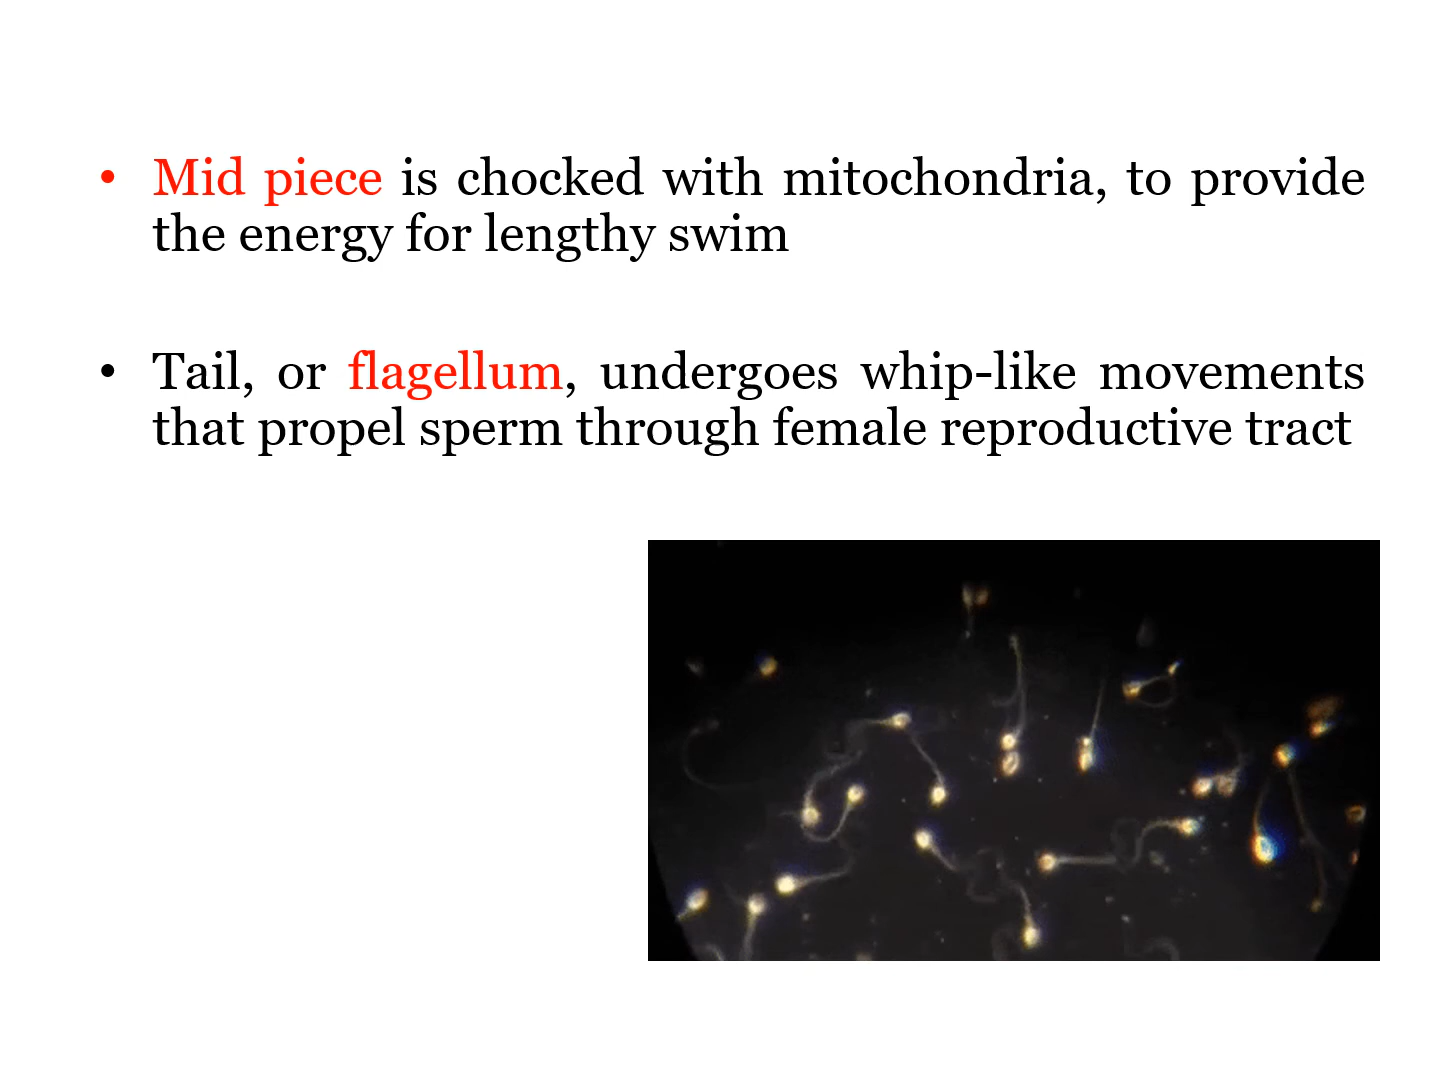 • Mid piece is chocked with mitochondria, to provide
the energy for lengthy swim
• Tail, or flagellum, undergoes whip-like movements
that propel sperm through female reproductive tract